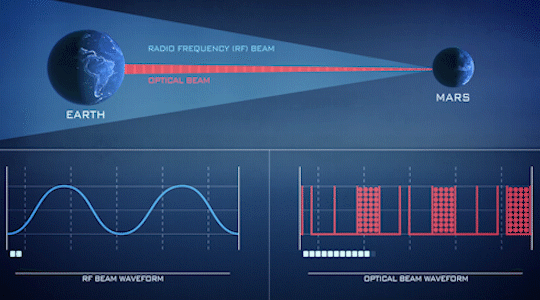 RADIO FREQUENCY (RF) BEAM
OPTICAL BEAM
EARTH
MARS
RF BEAM WAVEFORM
OPTICAL BEAM WAVEFORM